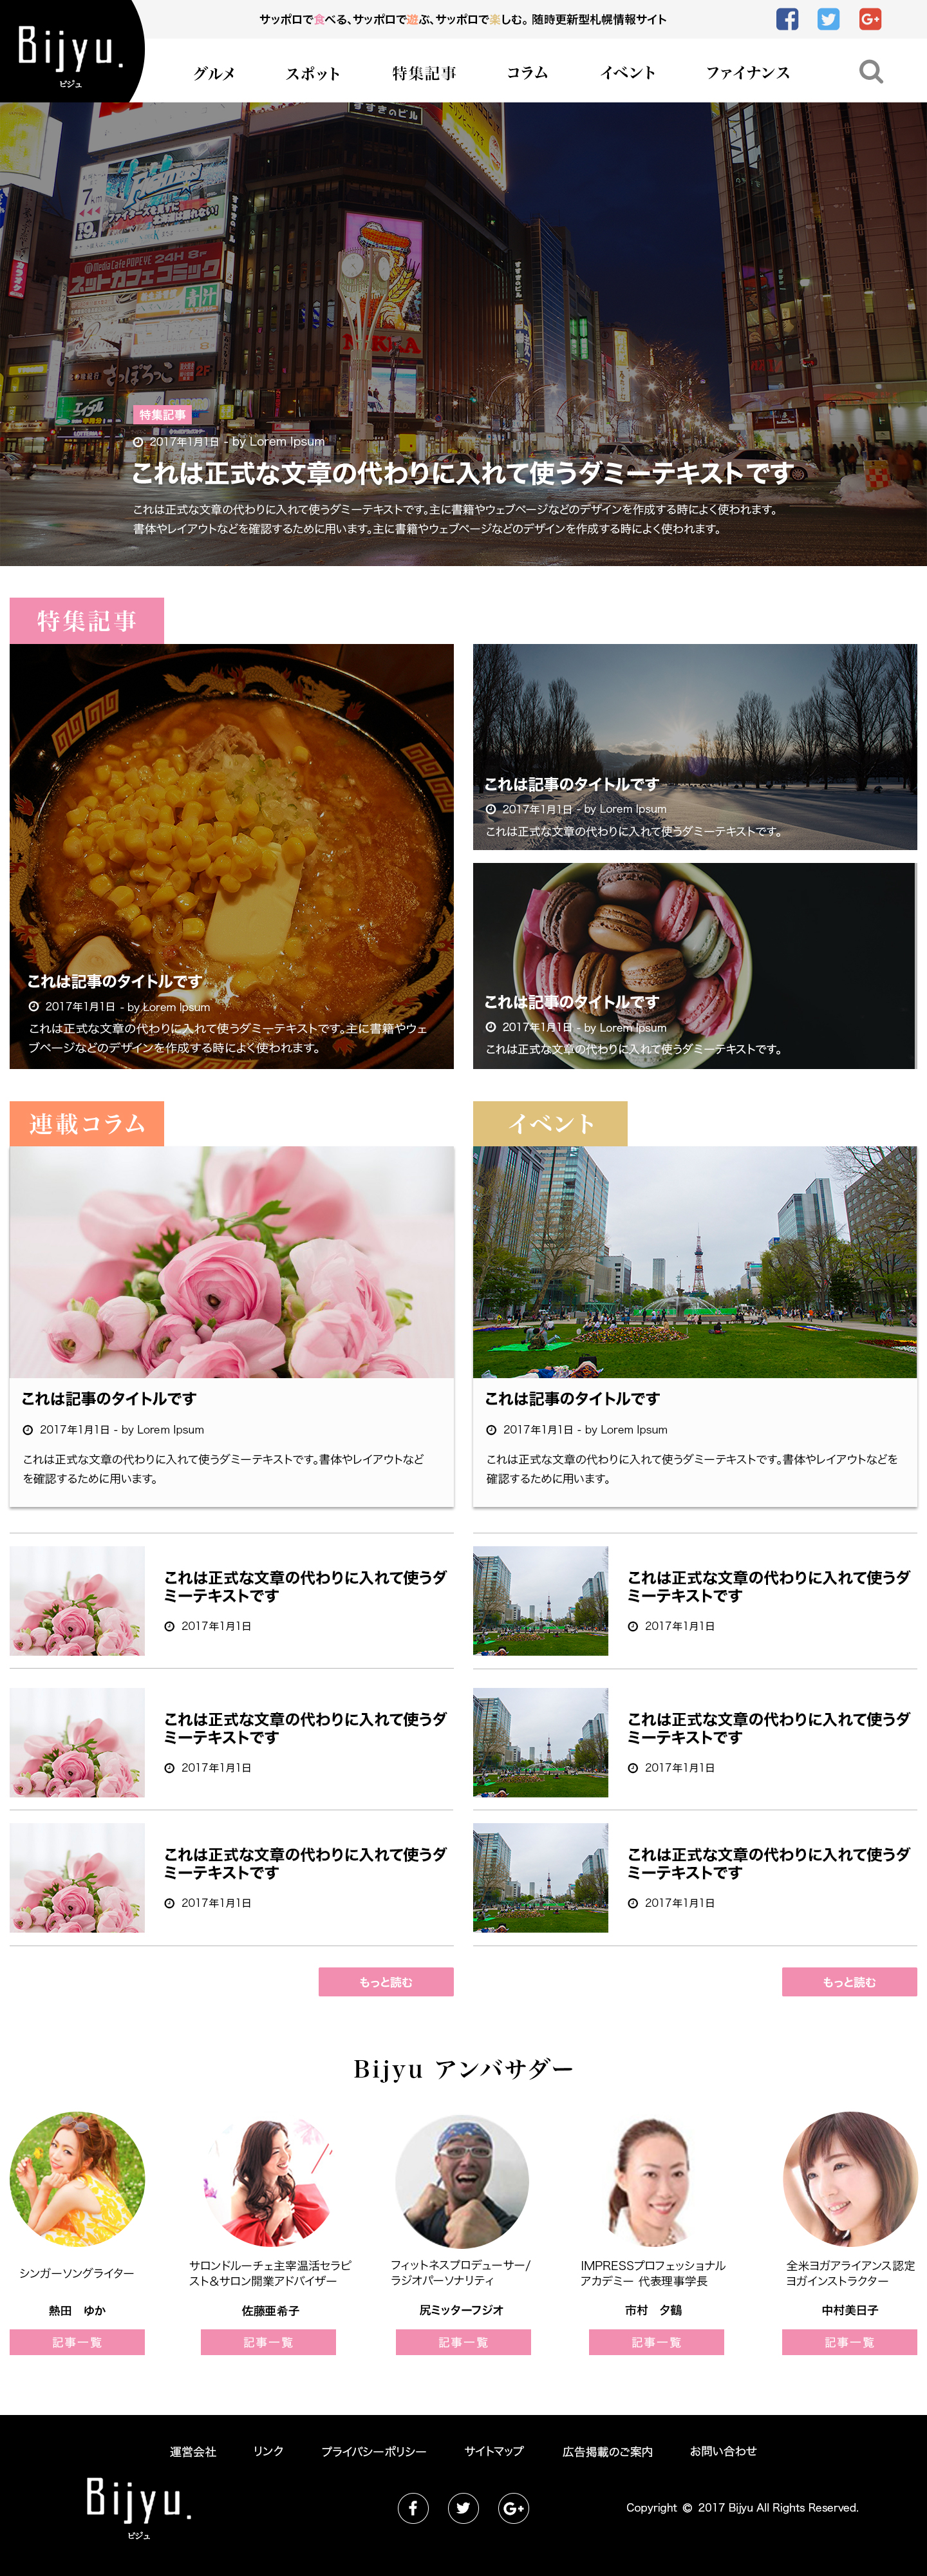 Bijyu.
ビジュ
サッポロで食べる、サッポロで遊ぶ、サッポロで楽しむ。随時更新型札幌情報サイト
グルメ スポット 特集記事 コラム イベント ファイナンス
すすきのビル
Fighters
MediaCafePOPEYE 24H
ネットカフェコミック
青汁
さっぽろっこ
NIKKA
LOTTERIA
特集記事
2017年1月1日 - by Lorem Ipsum
これは正式な文章の代わりに入れて使うダミーテキストです
これは正式な文章の代わりに入れて使うダミーテキストです。主に書籍やウェブページなどのデザインを作成する時によく使われます。
書体やレイアウトなどを確認するために用います。主に書籍やウェブページなどのデザインを作成する時によく使われます。
特集記事
これは記事のタイトルです
2017年1月1日 - by Lorem Ipsum
これは正式な文章の代わりに入れて使うダミーテキストです。主に書籍やウェ
ブページなどのデザインを作成する時によく使われます。
これは記事のタイトルです
2017年1月1日 - by Lorem Ipsum
これは正式な文章の代わりに入れて使うダミーテキストです。
これは記事のタイトルです
2017年1月1日 - by Lorem Ipsum
これは正式な文章の代わりに入れて使うダミーテキストです。
連載コラム
これは記事のタイトルです
2017年1月1日 - by Lorem Ipsum
これは正式な文章の代わりに入れて使うダミーテキストです。書体やレイアウトなど
を確認するために用います。
これは正式な文章の代わりに入れて使うダ
ミーテキストです
2017年1月1日
これは正式な文章の代わりに入れて使うダ
ミーテキストです
2017年1月1日
これは正式な文章の代わりに入れて使うダ
ミーテキストです
2017年1月1日
もっと読む
イベント
これは記事のタイトルです
2017年1月1日 - by Lorem Ipsum
これは正式な文章の代わりに入れて使うダミーテキストです。書体やレイアウトなどを
確認するために用います。
これは正式な文章の代わりに入れて使うダ
ミーテキストです
2017年1月1日
これは正式な文章の代わりに入れて使うダ
ミーテキストです
2017年1月1日
これは正式な文章の代わりに入れて使うダ
ミーテキストです
2017年1月1日
もっと読む
Bijyu アンバサダー
シンガーソングライター
熱田 ゆか
記事一覧
サロンドルーチェ主宰温活セラピ
スト&サロン開業アドバイザー
佐藤亜希子
記事一覧
フィットネスプロデューサー/
ラジオパーソナリティ
尻ミッターフジオ
記事一覧
IMPRESSプロフェッショナル
アカデミー 代表理事学長
市村 夕鶴
記事一覧
全米ヨガアライアンス認定
ヨガインストラクター
中村美日子
記事一覧
運営会社 リンク プライバシーポリシー サイトマップ 広告掲載のご案内 お問い合わせ
Bijyu.
ビジュ
Copyright © 2017 Bijyu All Rights Reserved.